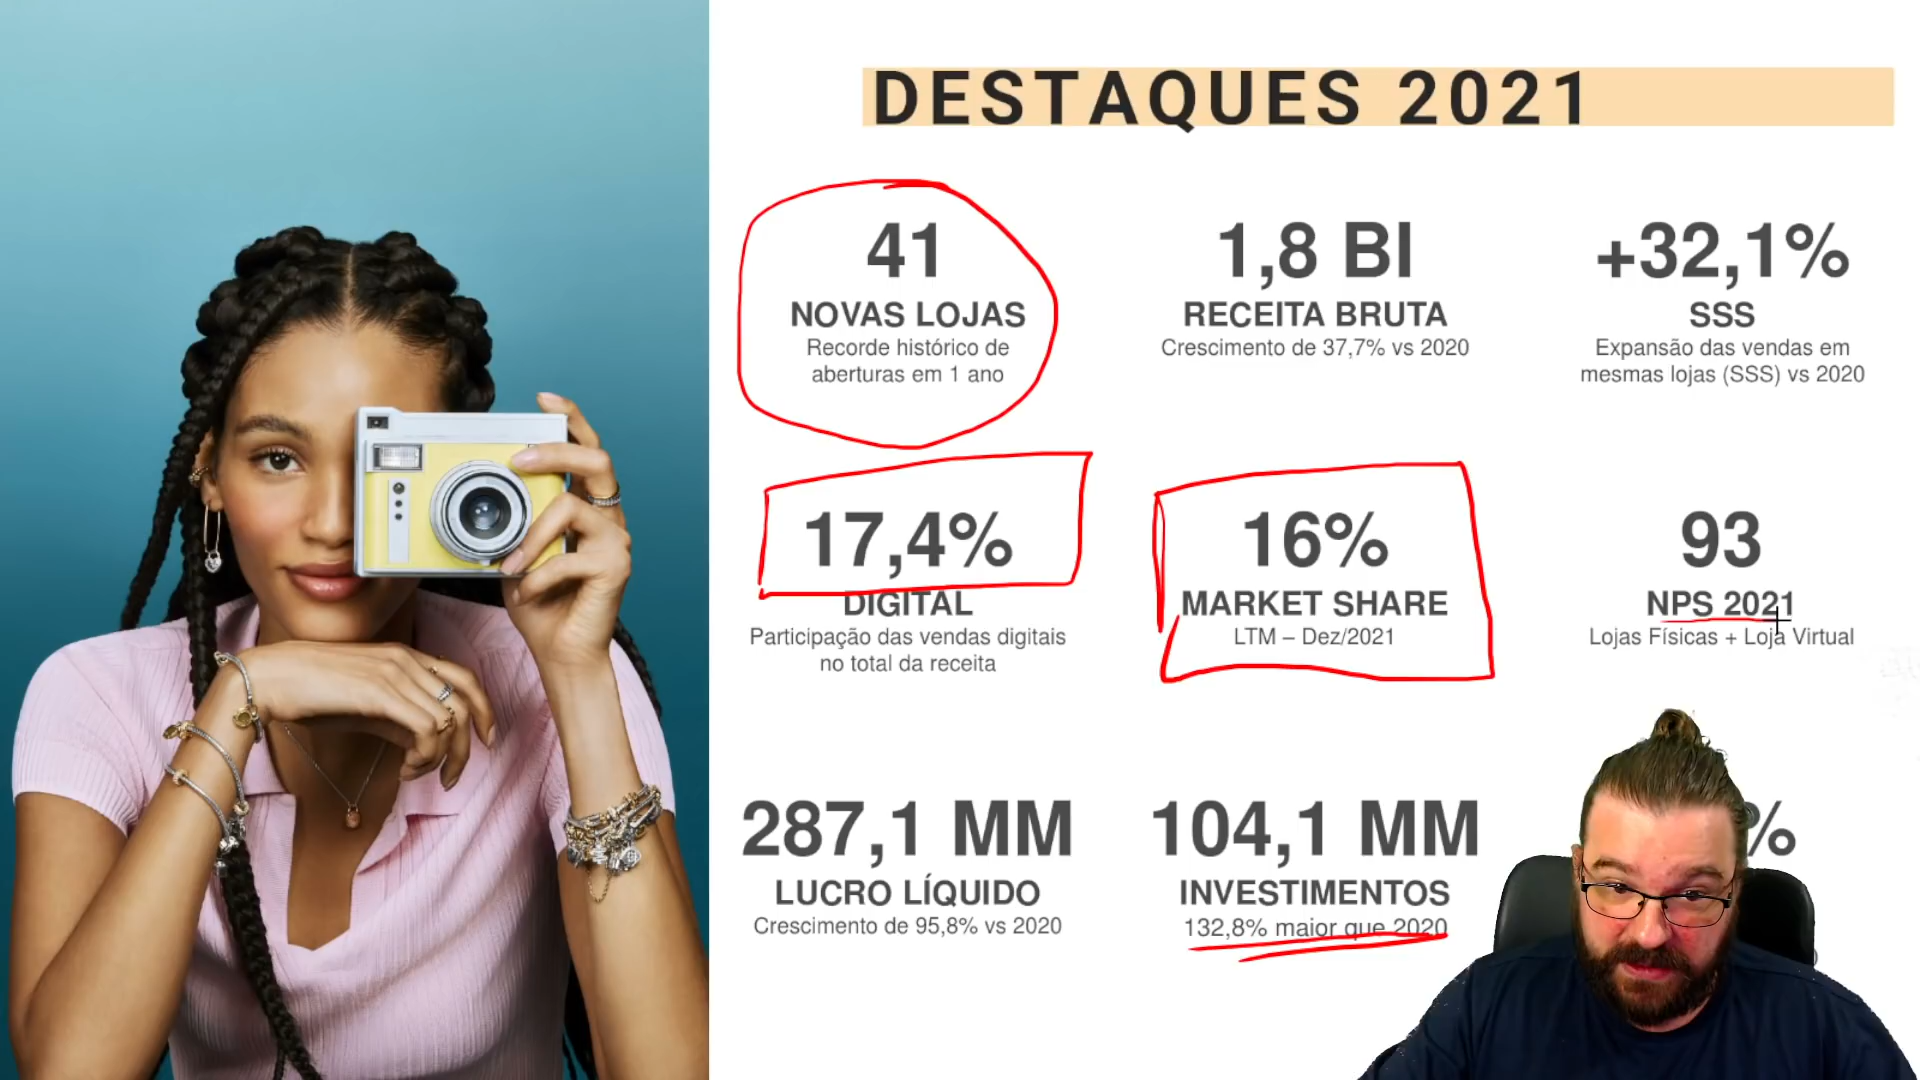 DESTAQUES 2021
41
NOVAS LOJAS
Recorde histórico de
aberturas em 1 ano
1,8 BI
RECEITA BRUTA
Crescimento de 37,7% vs 2020
+32,1%
SSS
Expansão das vendas em
mesmas lojas (SSS) vs 2020
17,4%
DIGITAL
Participação das vendas digitais
no total da receita
16%
MARKET SHARE
LTM – Dez/2021
93
NPS 2021
Lojas Físicas + Loja Virtual
287,1 MM
LUCRO LÍQUIDO
Crescimento de 95,8% vs 2020
104,1 MM
INVESTIMENTOS
132,8% maior que 2020
%